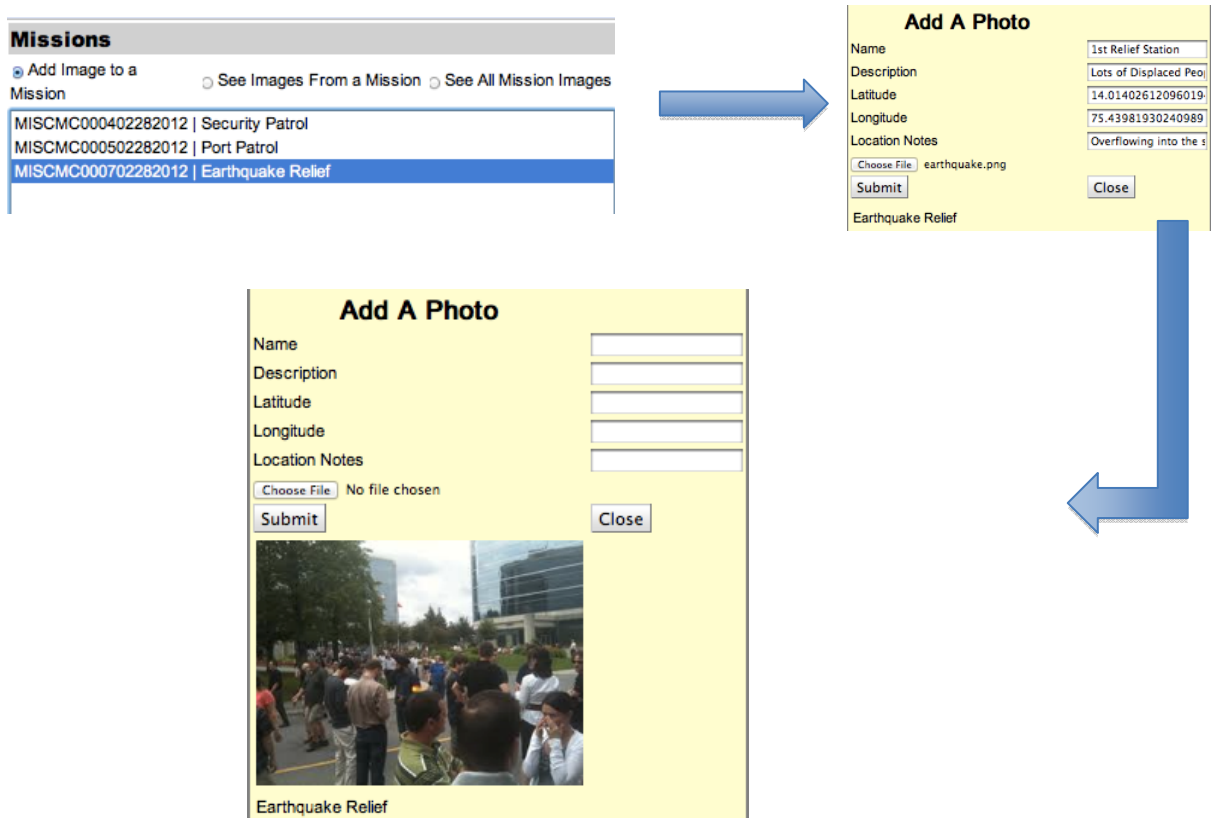 Missions
Add Image to a
Mission
See Images From a Mission
See All Mission Images
MISCMC000402282012 | Security Patrol
MISCMC000502282012 | Port Patrol
MISCMC000702282012 | Earthquake Relief
Add A Photo
Name 1st Relief Station
Description Lots of Displaced
Latitude 14.01402612096019
Longitude 75.43981930240989
Location Notes Overflowing into the
Choose File earthquake.png
Submit Close
Earthquake Relief
Add A Photo
Name
Description
Latitude
Longitude
Location Notes
Choose File No file chosen
Submit Close
Earthquake Relief